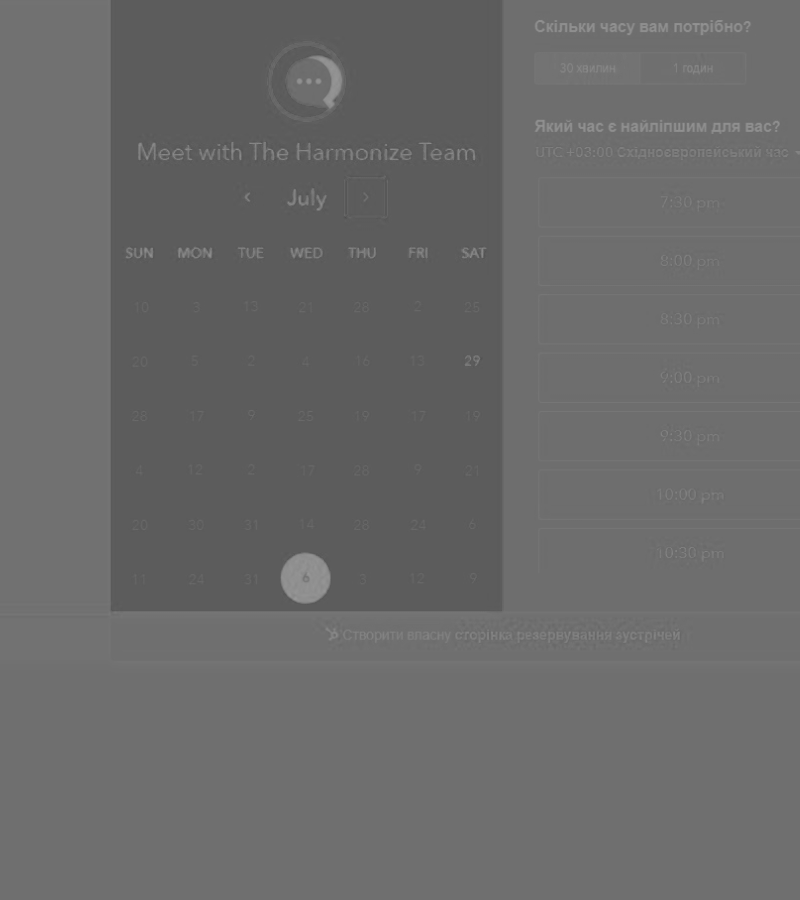 Скільки часу вам потрібно?
30 хвилин
1 годин
Meet with The Harmonize Team
July
SUN MON TUE WED THU FRI SAT
10 3 13 21 28 2 25
20 5 2 4 16 13 29
28 17 9 25 19 17 19
4 12 2 17 28 9 21
20 30 31 14 28 24 6
11 24 31 6 3 12 9
Який час є найліпшим для вас?
UTC +03:00 Східноєвропейський час
7:30 pm
8:00 pm
8:30 pm
9:00 pm
9:30 pm
10:00 pm
10:30 pm
Створити власну сторінка резервування зустрічей